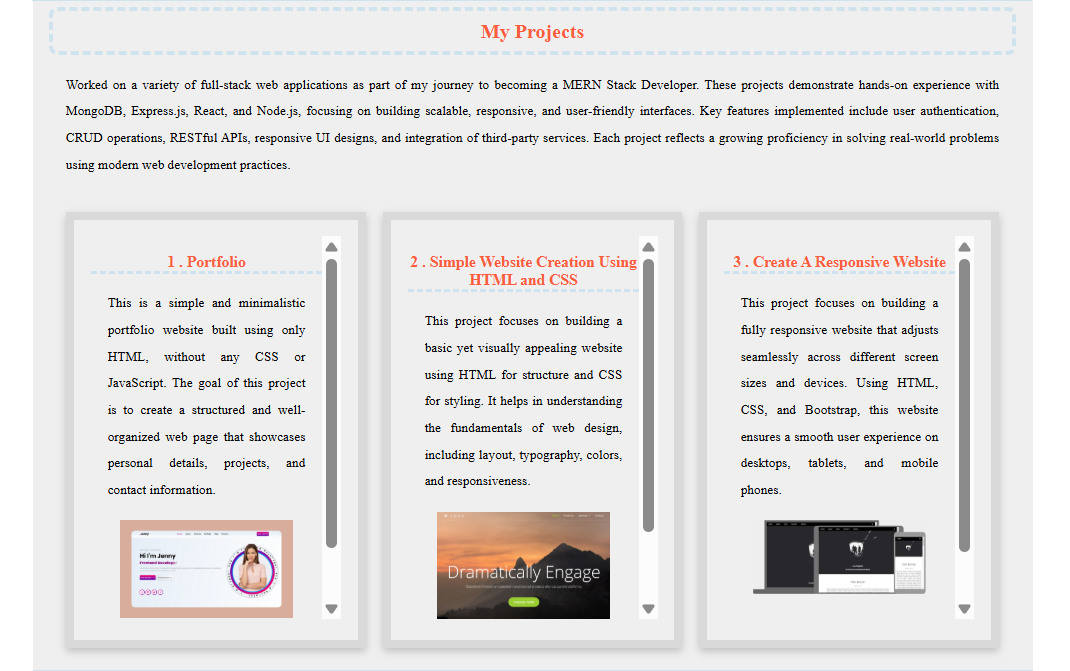 My Projects
Worked on a variety of full-stack web applications as part of my journey to becoming a MERN Stack Developer. These projects demonstrate hands-on experience with
MongoDB, Express.js, React, and Node.js, focusing on building scalable, responsive, and user-friendly interfaces. Key features implemented include user authentication,
CRUD operations, RESTful APIs, responsive UI designs, and integration of third-party services. Each project reflects a growing proficiency in solving real-world problems
using modern web development practices.
1 . Portfolio
This is a simple and minimalistic
portfolio website built using only
HTML, without any CSS or
JavaScript. The goal of this project
is to create a structured and well-
organized web page that showcases
personal details, projects, and
contact information.
Hi I'm Jenny
Frontend Developer
2 . Simple Website Creation Using
HTML and CSS
This project focuses on building a
basic yet visually appealing website
using HTML for structure and CSS
for styling. It helps in understanding
the fundamentals of web design,
including layout, typography, colors,
and responsiveness.
Dramatically Engage
3 . Create A Responsive Website
This project focuses on building a
fully responsive website that adjusts
seamlessly across different screen
sizes and devices. Using HTML,
CSS, and Bootstrap, this website
ensures a smooth user experience on
desktops, tablets, and mobile
phones.